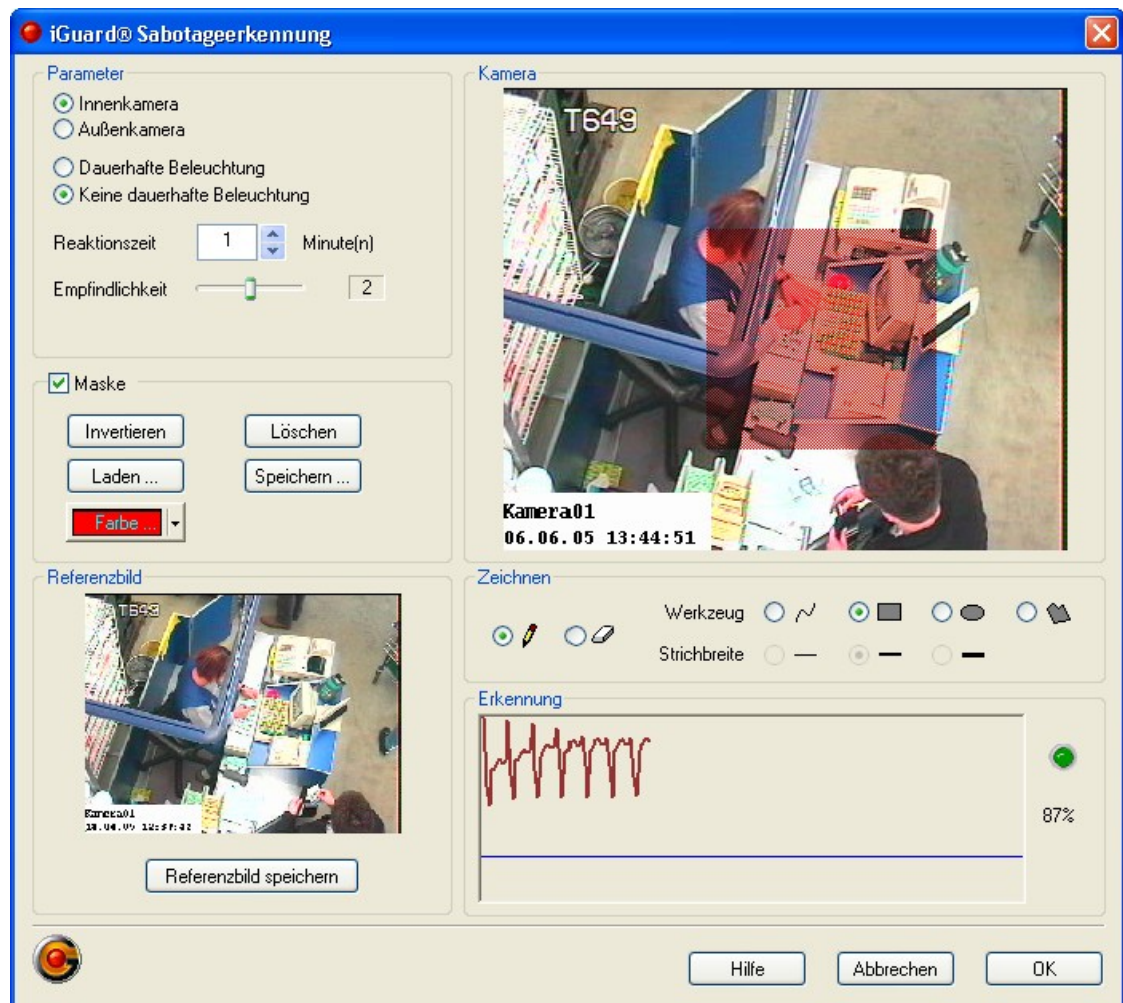 iGuard® Sabotageerkennung
Parameter
Innenkamera
Außenkamera
Dauerhafte Beleuchtung
Keine dauerhafte Beleuchtung
Reaktionszeit 1 Minute(n)
Empfindlichkeit 2
Maske
Invertieren Löschen
Laden ... Speichern ...
Farbe ...
Referenzbild
T649
Kamera01
Referenzbild speichern
Kamera
T649
Kamera01
06.06.05 13:44:51
Zeichnen
Werkzeug
Strichbreite
Erkennung
87%
Hilfe Abbrechen OK